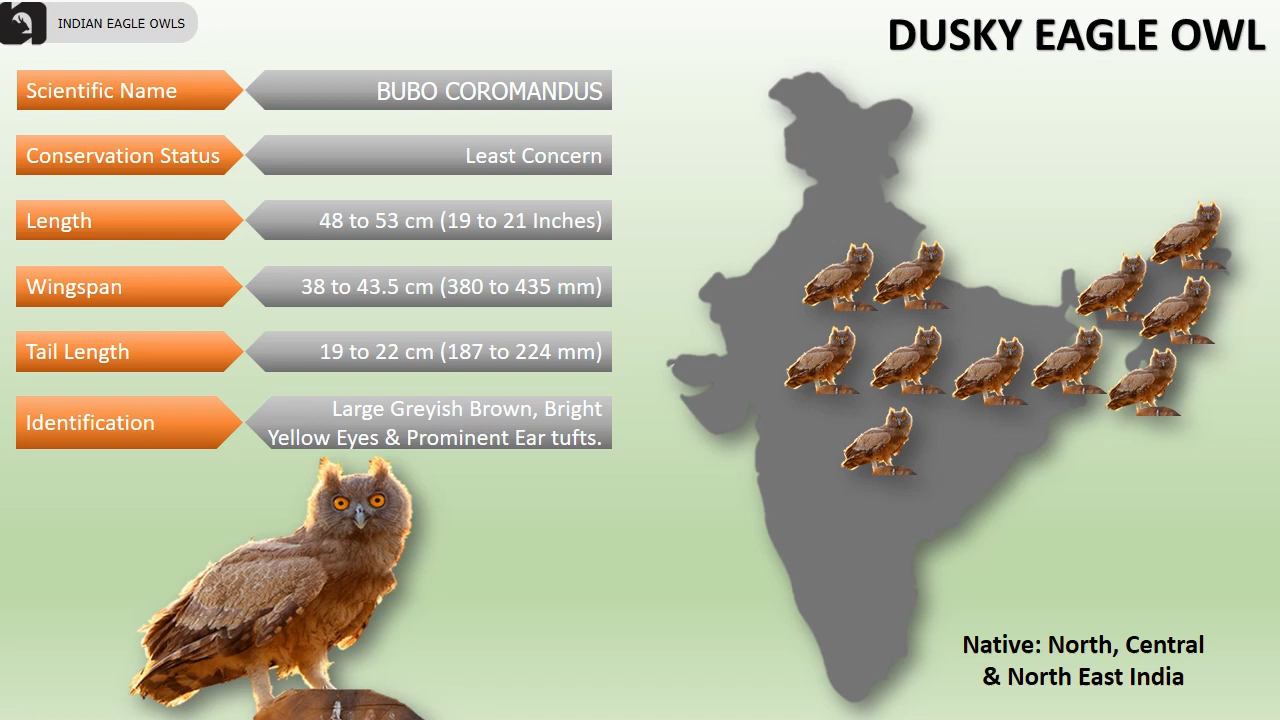 INDIAN EAGLE OWLS
DUSKY EAGLE OWL
Scientific Name
BUBO COROMANDUS
Conservation Status
Least Concern
Length
48 to 53 cm (19 to 21 Inches)
Wingspan
38 to 43.5 cm (380 to 435 mm)
Tail Length
19 to 22 cm (187 to 224 mm)
Identification
Large Greyish Brown, Bright
Yellow Eyes & Prominent Ear tufts.
Native: North, Central
& North East India